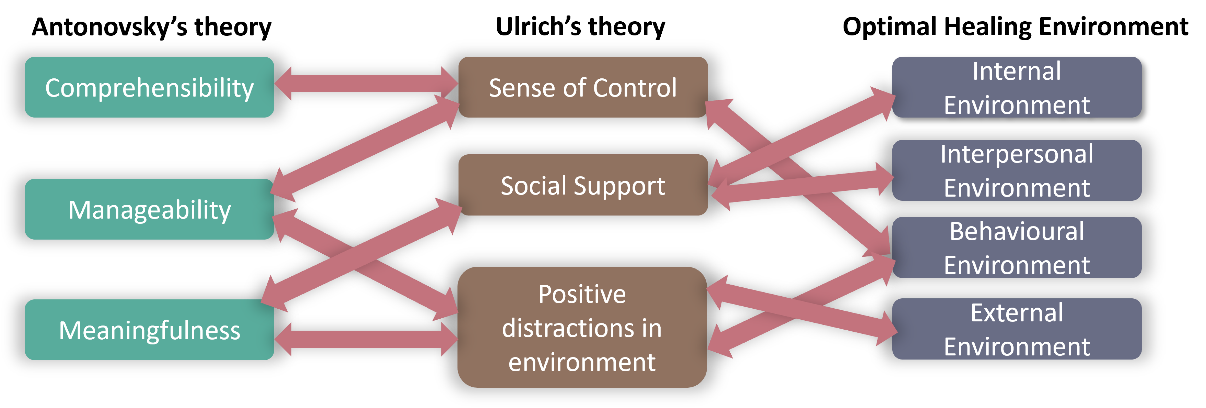 Antonovsky's theory
Ulrich's theory
Optimal Healing Environment
Comprehensibility
Manageability
Meaningfulness
Sense of Control
Social Support
Positive
distractions in
environment
Internal
Environment
Interpersonal
Environment
Behavioural
Environment
External
Environment